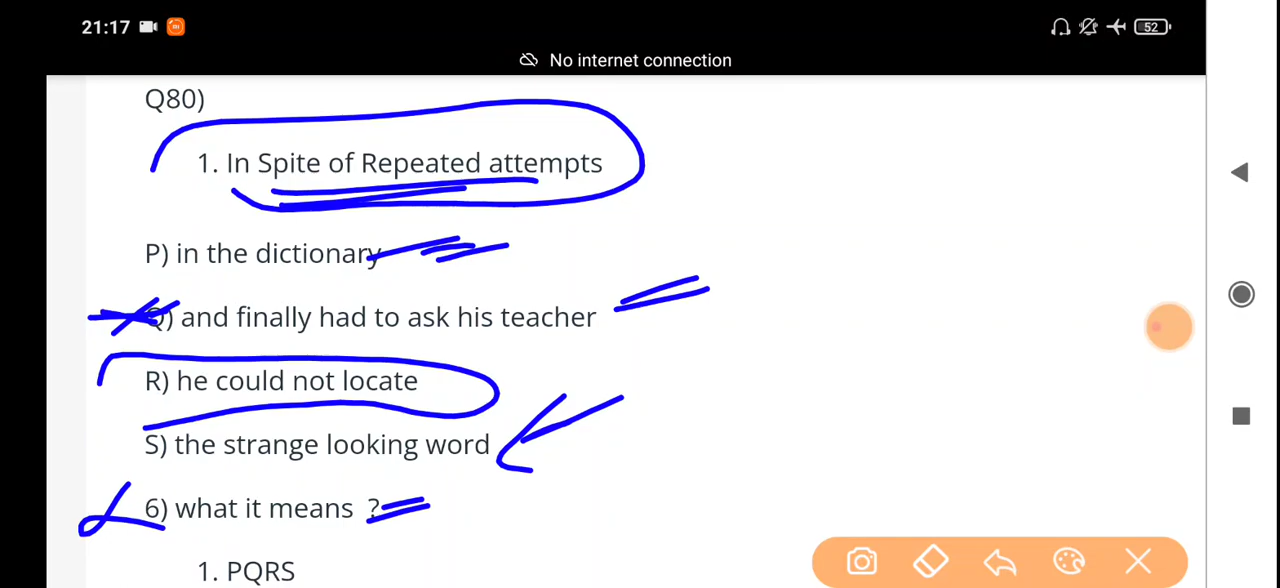 21:17
52
No internet connection
Q80)
1. In Spite of Repeated attempts
P) in the dictionary
Q) and finally had to ask his teacher
R) he could not locate
S) the strange looking word
6) what it means ?
1. PQRS